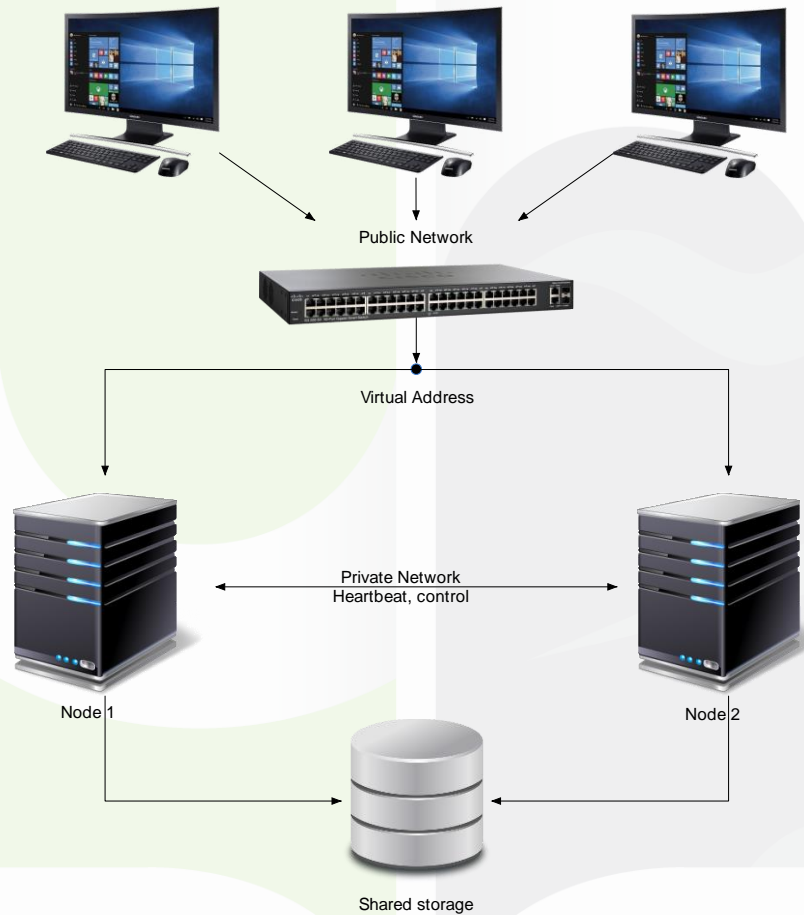 Public Network
Virtual Address
Private Network
Heartbeat, control
Node 1
Node 2
Shared storage